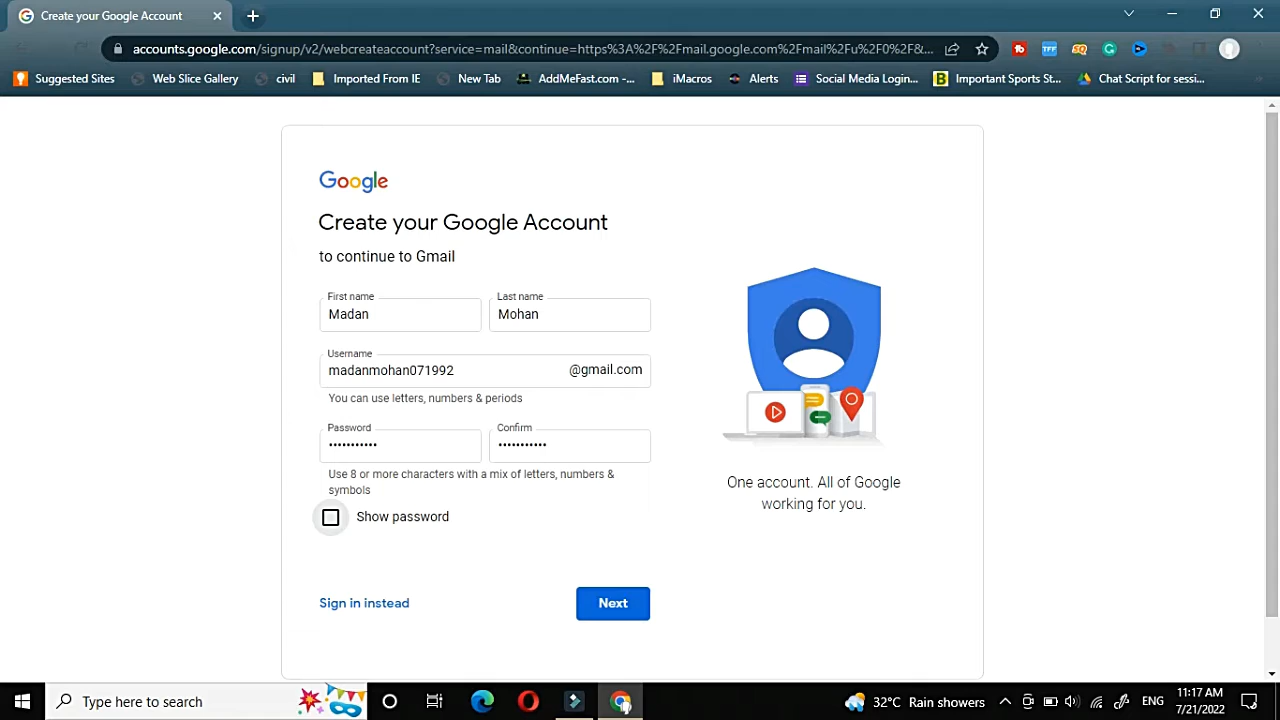 Create your Google Account
accounts.google.com/signup/v2/webcreateaccount?service=mail&continue=https%3A%2F%2Fmail.google.com%2Fmail%2Fu%2F0%2F&...
Suggested Sites Web Slice Gallery civil Imported From IE New Tab AddMeFast.com -... iMacros Alerts Social Media Login... Important Sports St... Chat Script for sessi...
Google
Create your Google Account
to continue to Gmail
First name Last name
Madan Mohan
Username
madanmohan071992 @gmail.com
You can use letters, numbers & periods
Password Confirm
••••••••••• •••••••••••
Use 8 or more characters with a mix of letters, numbers &
symbols
Show password
One account. All of Google
working for you.
Sign in instead Next
Type here to search
32°C Rain showers ENG
11:17 AM
7/21/2022